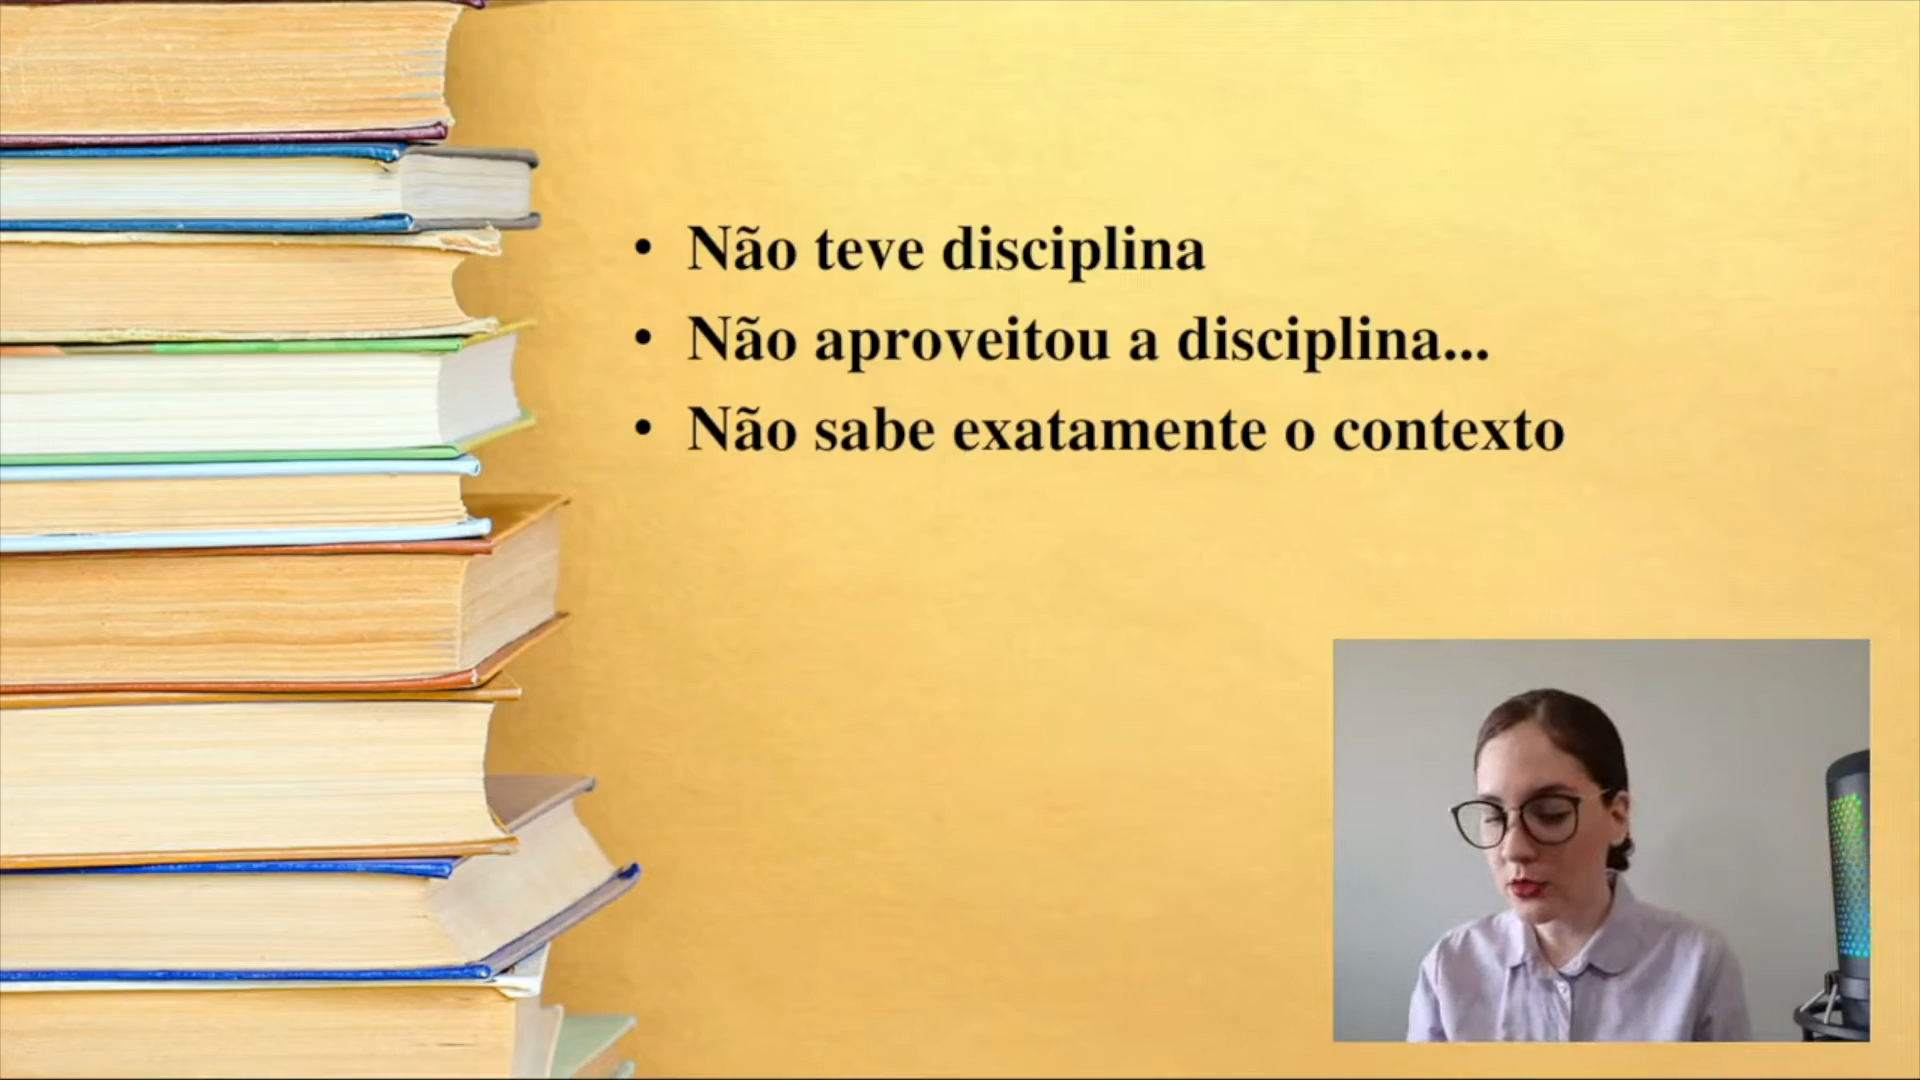 • Não teve disciplina
• Não aproveitou a disciplina...
• Não sabe exatamente o contexto